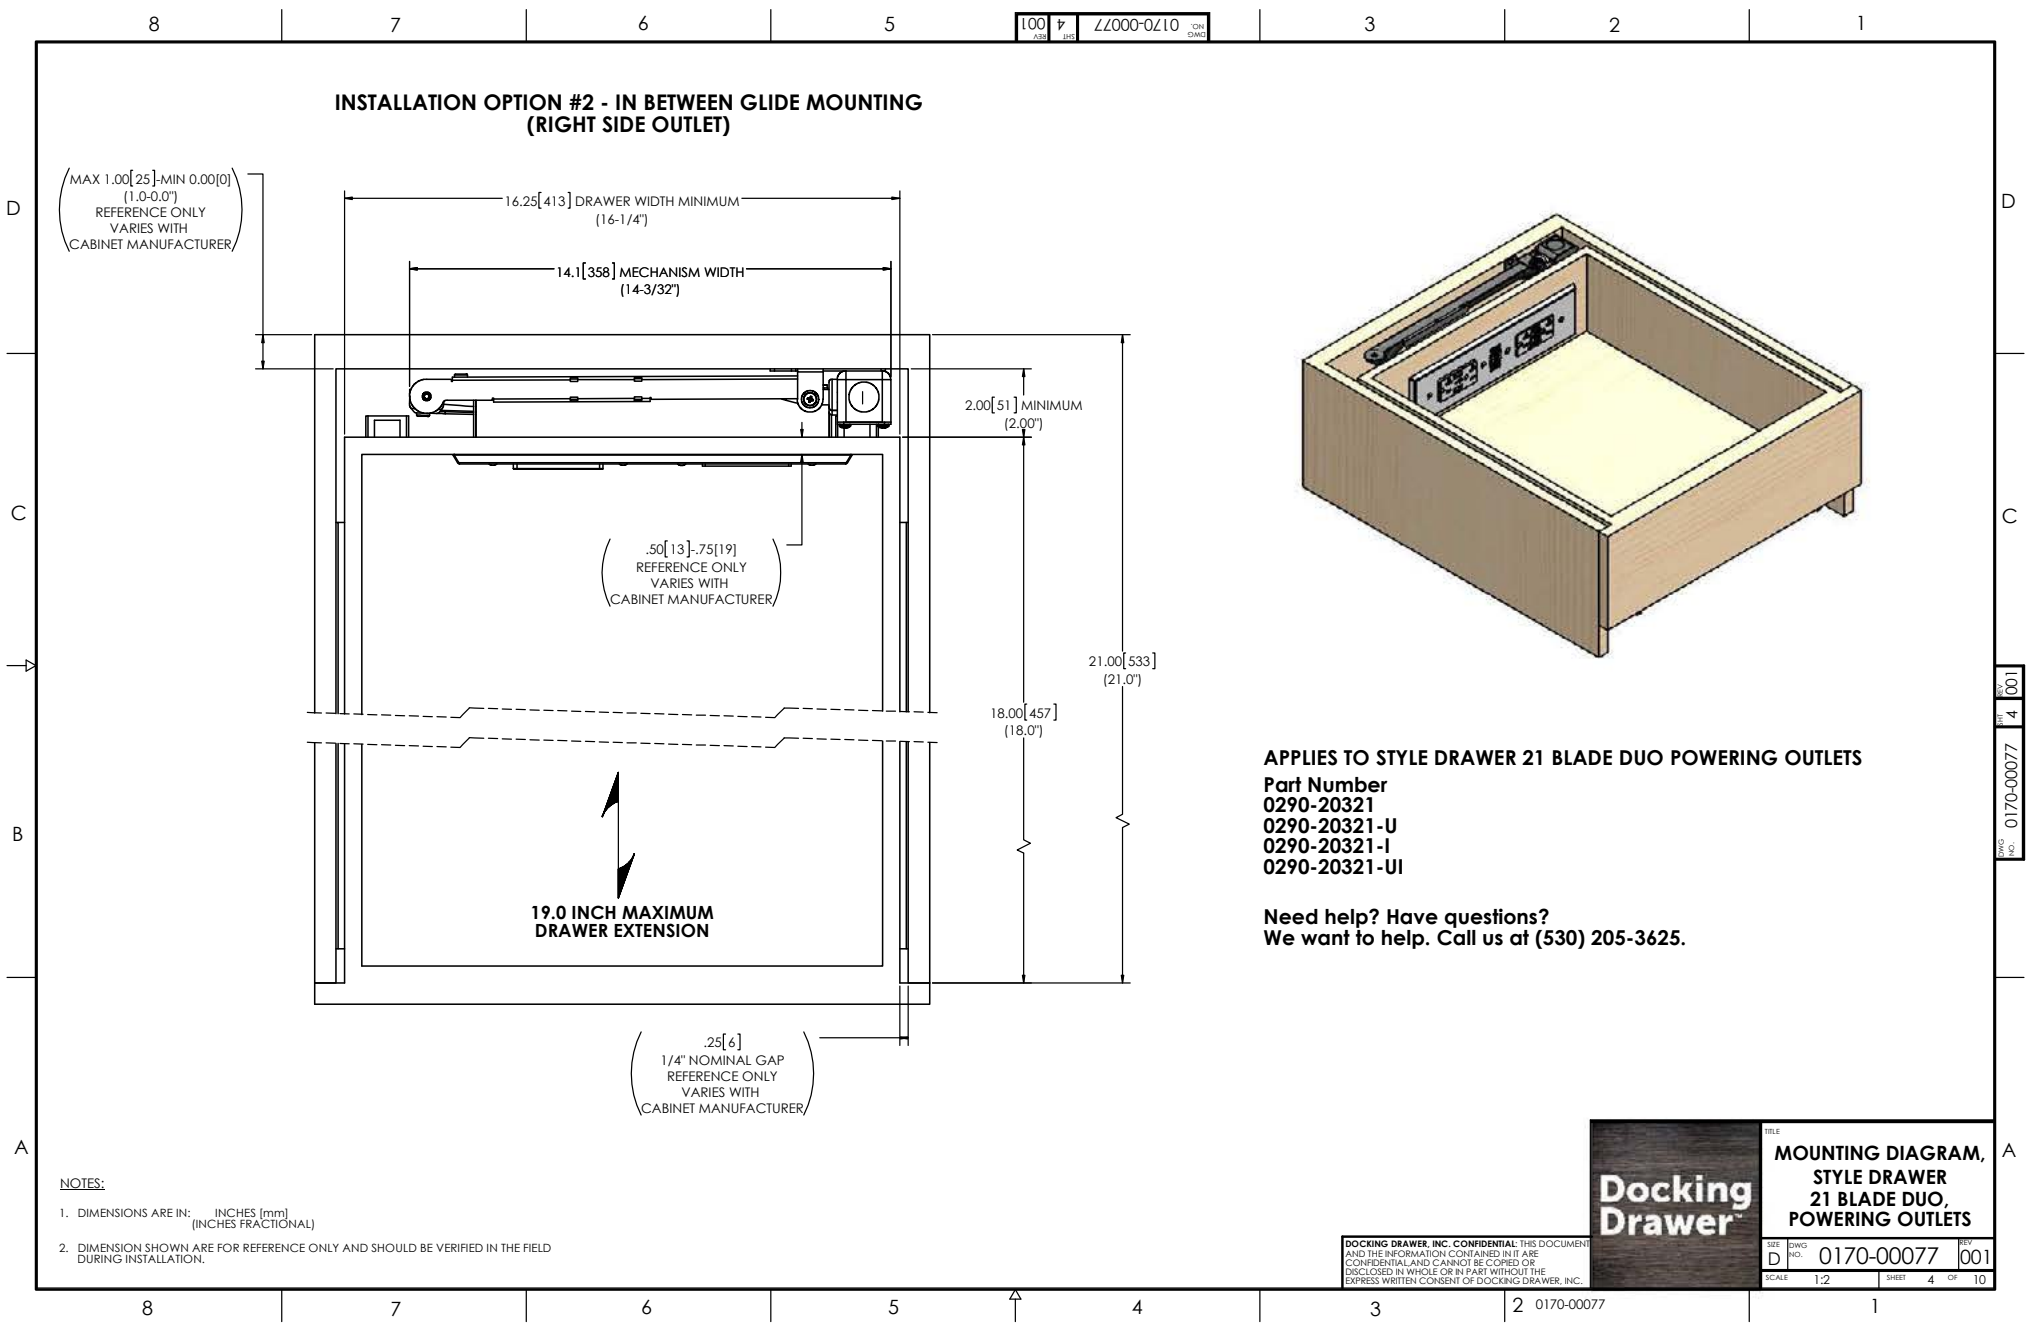 8 7 6 5 3 2 1
DWG NO. 0170-00077 SHT 4 REV 001
INSTALLATION OPTION #2 - IN BETWEEN GLIDE MOUNTING
(RIGHT SIDE OUTLET)
MAX 1.00[25]-MIN 0.00[0]
(1.0-0.0")
REFERENCE ONLY
VARIES WITH
CABINET MANUFACTURER
16.25[413] DRAWER WIDTH MINIMUM
(16-1/4")
14.1[358] MECHANISM WIDTH
(14-3/32")
2.00[51] MINIMUM
(2.00")
.50[13]-.75[19]
REFERENCE ONLY
VARIES WITH
CABINET MANUFACTURER
21.00[533]
(21.0")
18.00[457]
(18.0")
19.0 INCH MAXIMUM
DRAWER EXTENSION
.25[6]
1/4" NOMINAL GAP
REFERENCE ONLY
VARIES WITH
CABINET MANUFACTURER
D
C
B
A
D
C
A
DWG NO. 0170-00077 SHT 4 REV 001
APPLIES TO STYLE DRAWER 21 BLADE DUO POWERING OUTLETS
Part Number
0290-20321
0290-20321-U
0290-20321-I
0290-20321-UI
Need help? Have questions?
We want to help. Call us at (530) 205-3625.
NOTES:
1. DIMENSIONS ARE IN: INCHES [mm]
(INCHES FRACTIONAL)
2. DIMENSION SHOWN ARE FOR REFERENCE ONLY AND SHOULD BE VERIFIED IN THE FIELD
DURING INSTALLATION.
DOCKING DRAWER, INC. CONFIDENTIAL: THIS DOCUMENT
AND THE INFORMATION CONTAINED IN IT ARE
CONFIDENTIAL,AND CANNOT BE COPIED OR
DISCLOSED IN WHOLE OR IN PART WITHOUT THE
EXPRESS WRITTEN CONSENT OF DOCKING DRAWER, INC.
Docking
Drawer™
TITLE
MOUNTING DIAGRAM,
STYLE DRAWER
21 BLADE DUO,
POWERING OUTLETS
SIZE D DWG NO. 0170-00077 REV 001
SCALE 1:2 SHEET 4 OF 10
8 7 6 5 4 3 2 0170-00077 1